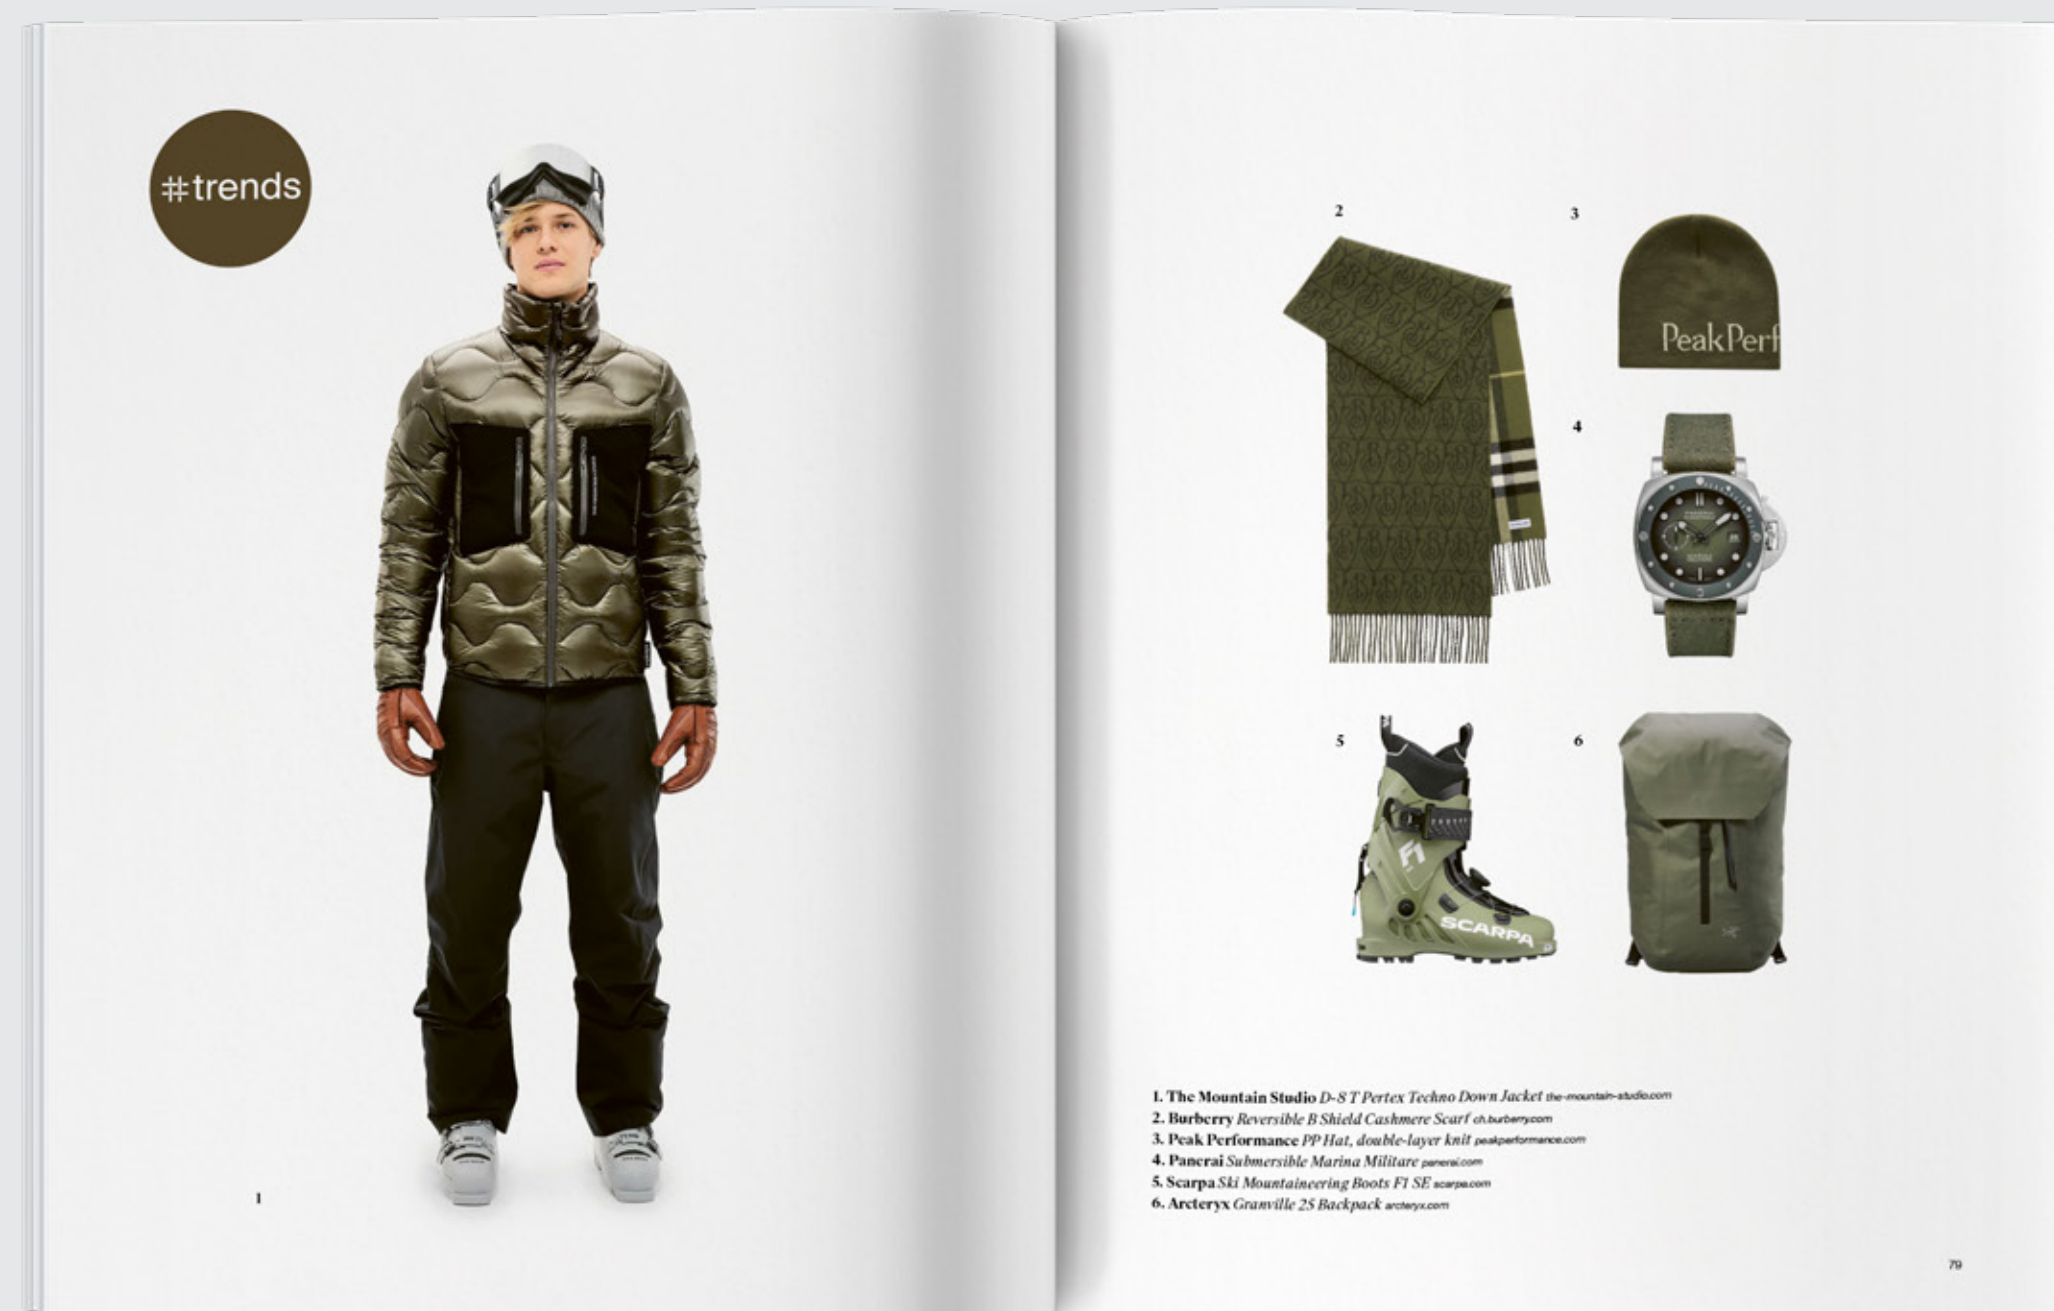 #trends
1
2
3
PeakPerf
4
PANERAI
5
F1
SCARPA
6
1. The Mountain Studio D-8 T Pertex Techno Down Jacket the-mountain-studio.com
2. Burberry Reversible B Shield Cashmere Scarf ch.burberry.com
3. Peak Performance PP Hat, double-layer knit peakperformance.com
4. Panerai Submersible Marina Militare panerai.com
5. Scarpa Ski Mountaineering Boots F1 SE scarpa.com
6. Arcteryx Granville 25 Backpack arcteryx.com
79